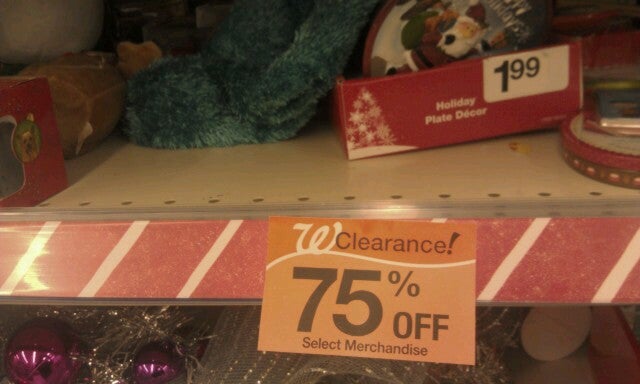 1.99
Holiday
Plate Décor
W Clearance!
75% OFF
Select Merchandise